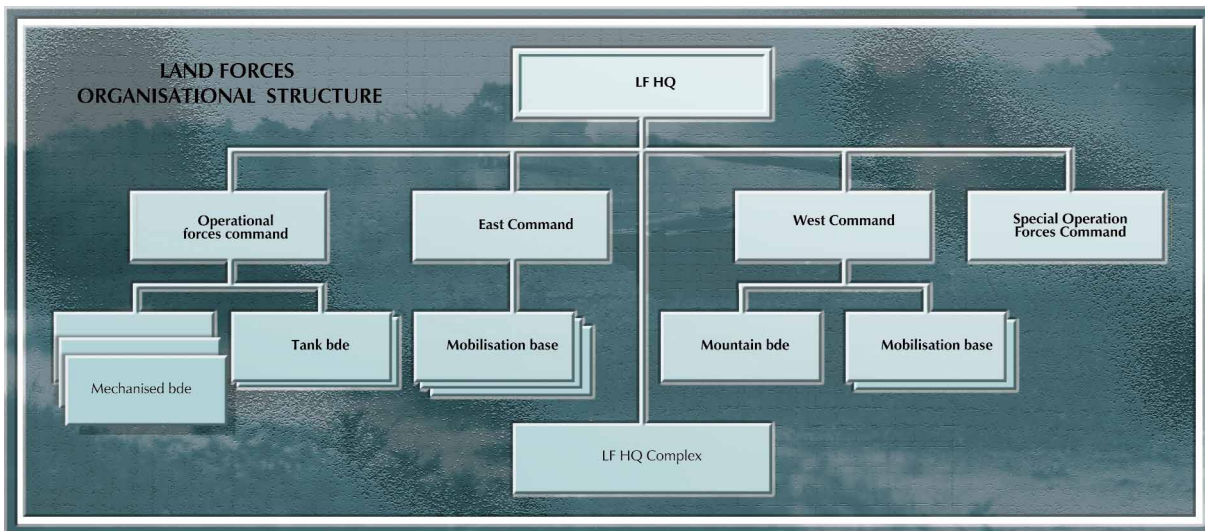 LAND FORCES
ORGANISATIONAL STRUCTURE
LF HQ
Operational
forces command
East Command
West Command
Special Operation
Forces Command
Mechanised bde
Tank bde
Mobilisation base
Mountain bde
Mobilisation base
LF HQ Complex